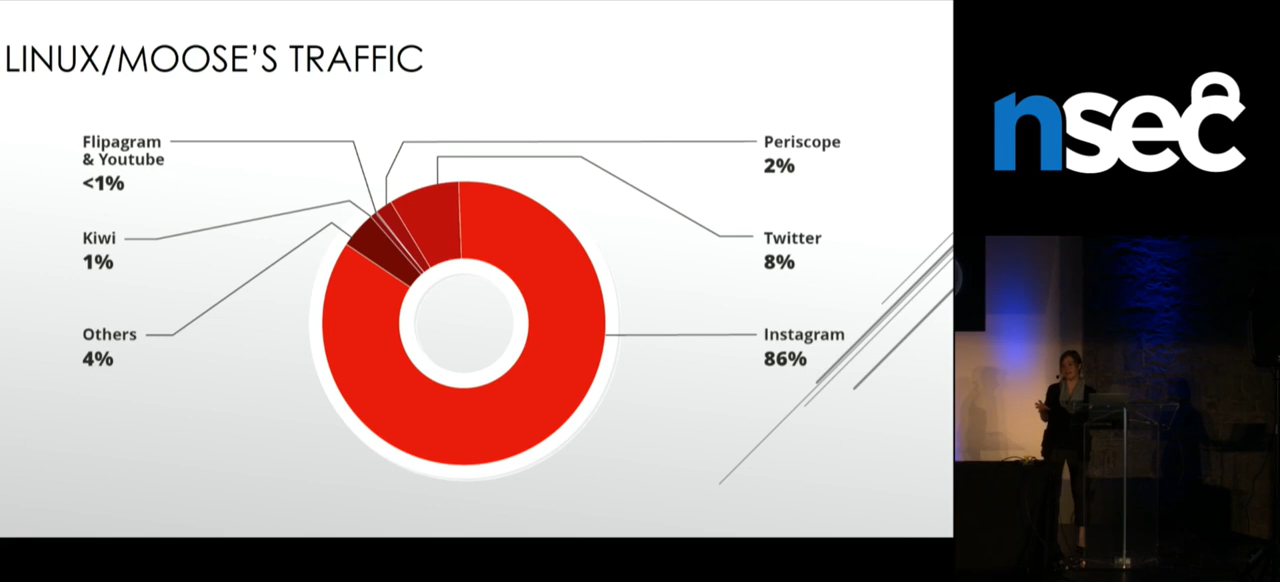 LINUX/MOOSE'S TRAFFIC
Flipagram
& Youtube
<1%
Kiwi
1%
Others
4%
Periscope
2%
Twitter
8%
Instagram
86%
nsec